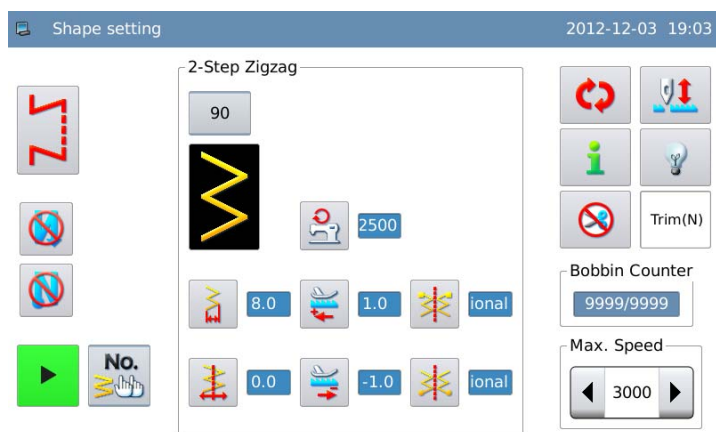 Shape setting
2012-12-03 19:03
2-Step Zigzag
90
2500
8.0
1.0
ional
0.0
-1.0
ional
No.
Trim(N)
Bobbin Counter
9999/9999
Max. Speed
3000